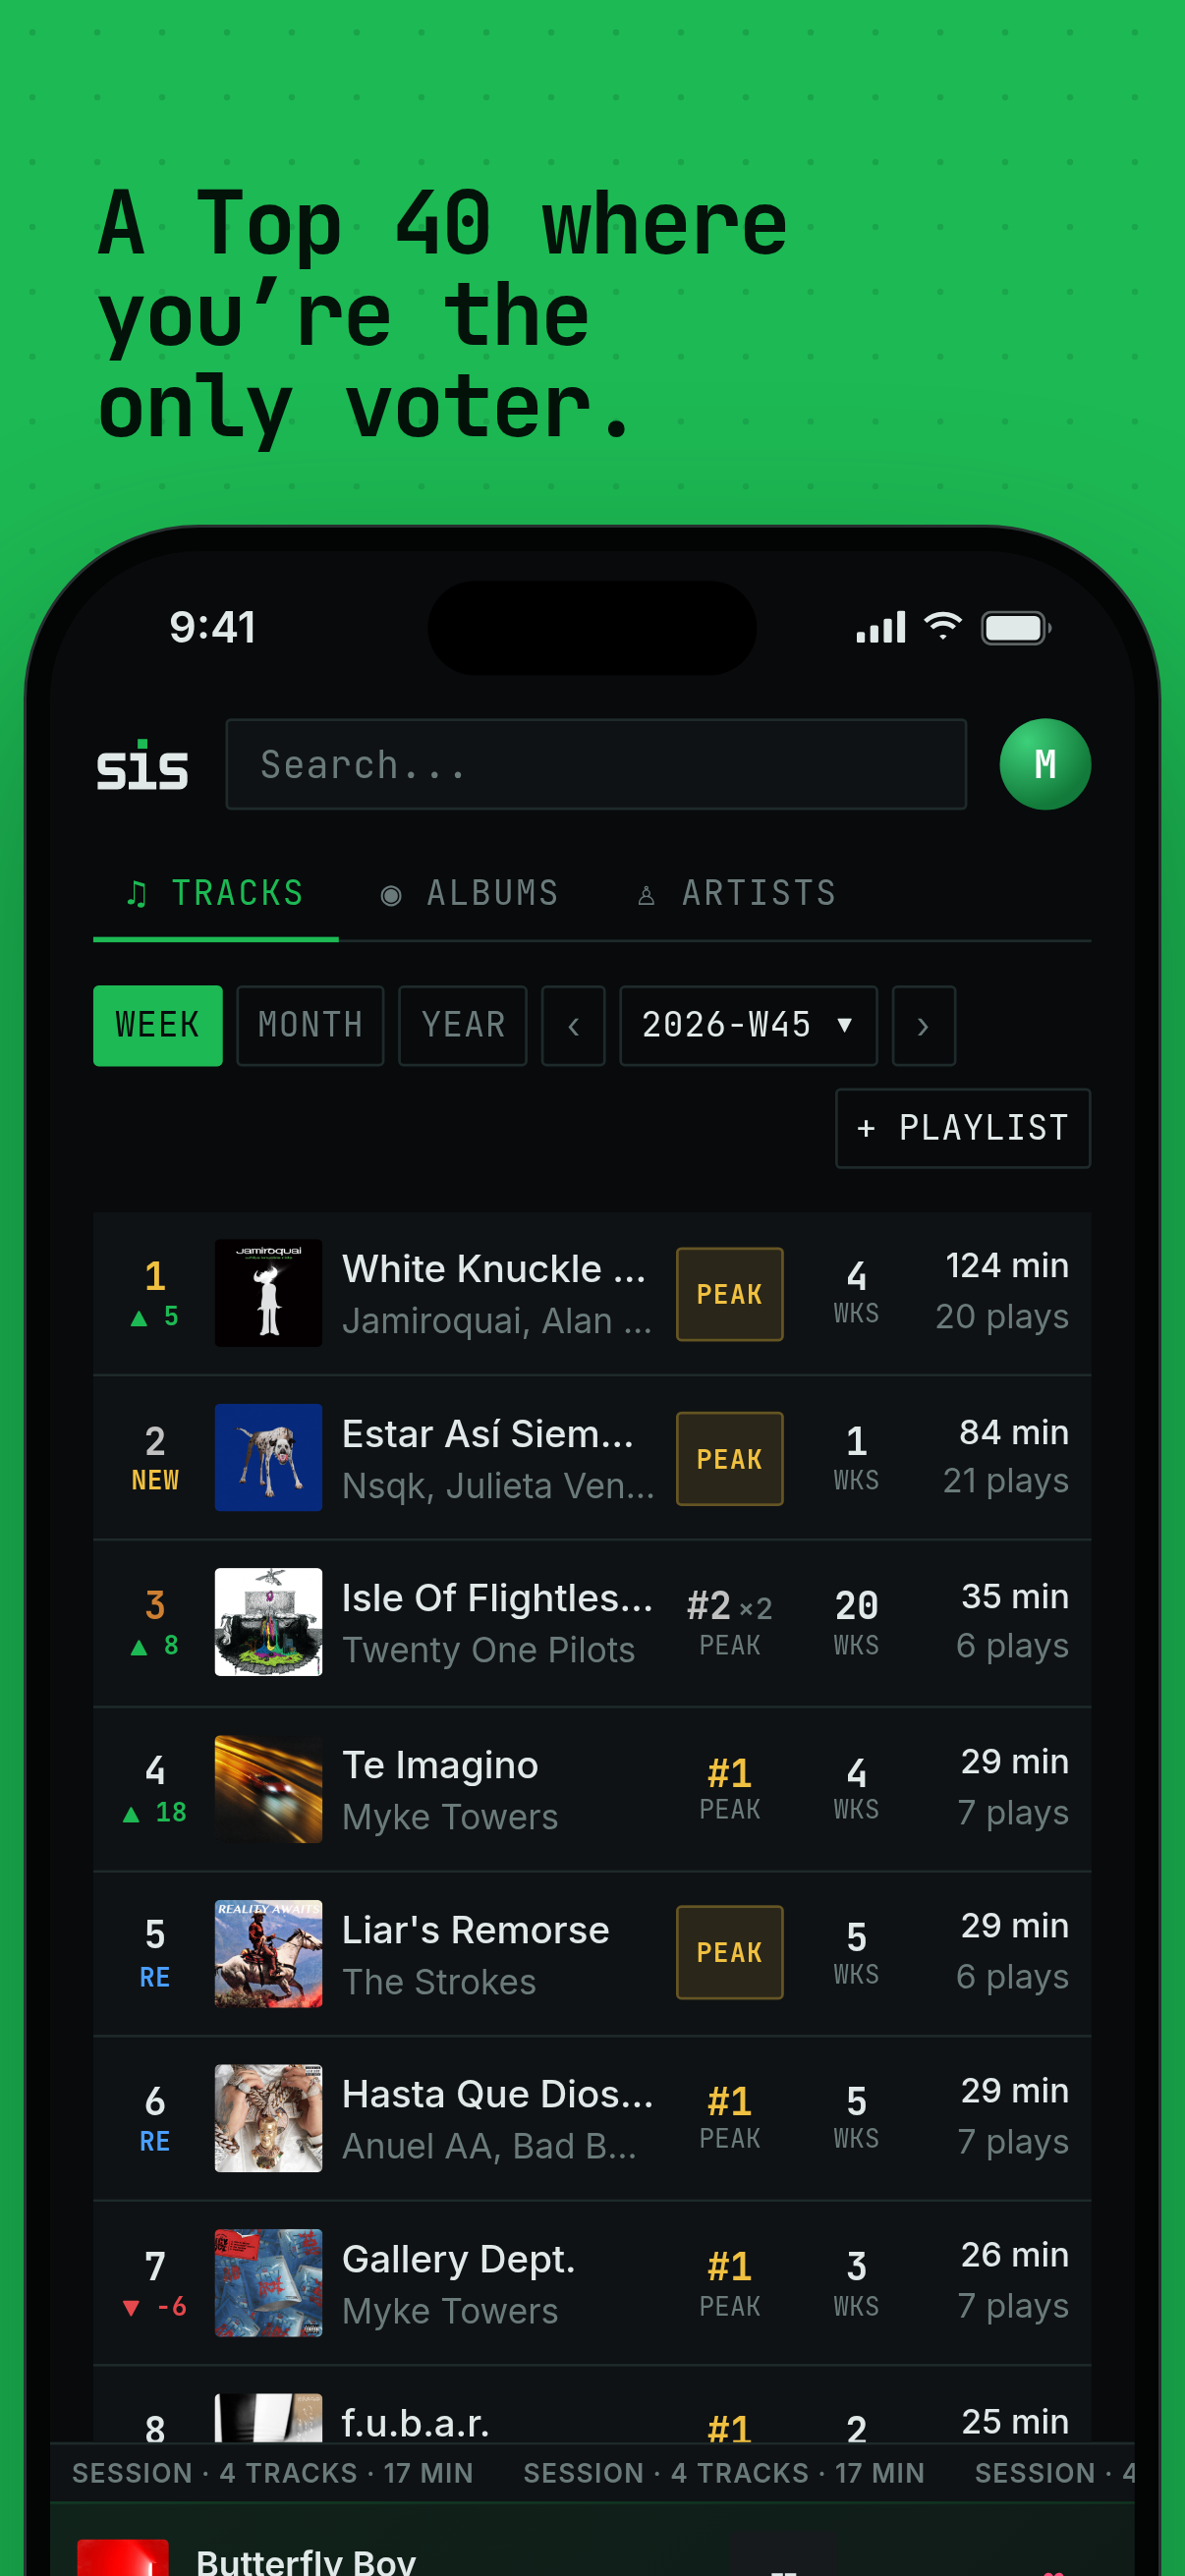 A Top 40 where
you’re the
only voter.
9:41
sis
Search...
M
♫ TRACKS
◉ ALBUMS
♙ ARTISTS
WEEK
MONTH
YEAR
‹
2026-W45 ▼
›
+ PLAYLIST
1
▲ 5
Jamiroquai
White Knuckle ...
Jamiroquai, Alan ...
PEAK
4
WKS
124 min
20 plays
2
NEW
Estar Así Siem...
Nsqk, Julieta Ven...
PEAK
1
WKS
84 min
21 plays
3
▲ 8
Isle Of Flightles...
Twenty One Pilots
#2 ×2
PEAK
20
WKS
35 min
6 plays
4
▲ 18
Te Imagino
Myke Towers
#1
PEAK
4
WKS
29 min
7 plays
5
RE
REALITY AWAITS
Liar's Remorse
The Strokes
PEAK
5
WKS
29 min
6 plays
6
RE
Hasta Que Dios...
Anuel AA, Bad B...
#1
PEAK
5
WKS
29 min
7 plays
7
▼ -6
Gallery Dept.
Myke Towers
#1
PEAK
3
WKS
26 min
7 plays
8
f.u.b.a.r.
#1
2
25 min
SESSION · 4 TRACKS · 17 MIN SESSION · 4 TRACKS · 17 MIN SESSION · 4
Butterfly Boy